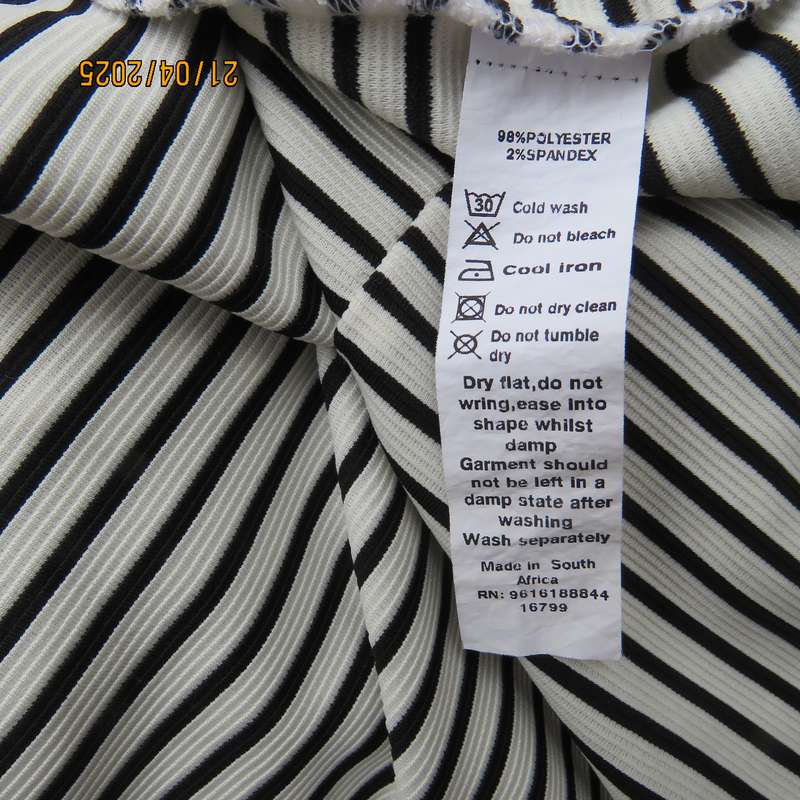 21/04/2025
98%POLYESTER
2%SPANDEX
30 Cold wash
Do not bleach
Cool iron
Do not dry clean
Do not tumble
dry
Dry flat,do not
wring,ease into
shape whilst
damp
Garment should
not be left in a
damp state after
washing
Wash separately
Made in South
Africa
RN: 9616188844
16799